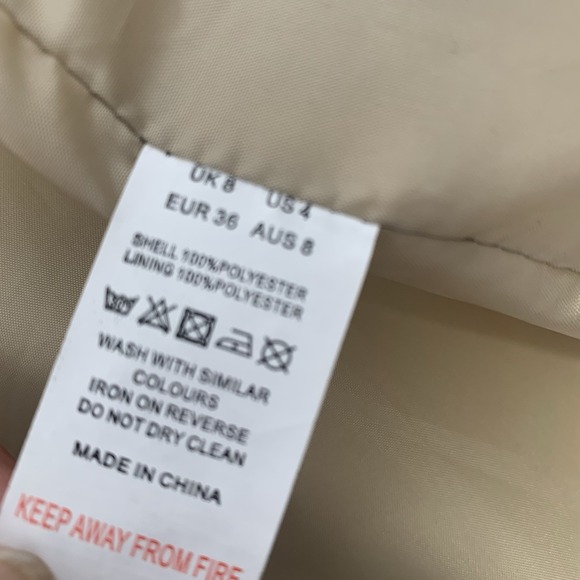 UK 8 US 4
EUR 36 AUS 8
SHELL 100%POLYESTER
LINING 100%POLYESTER
WASH WITH SIMILAR
COLOURS
IRON ON REVERSE
DO NOT DRY CLEAN
MADE IN CHINA
KEEP AWAY FROM FIRE